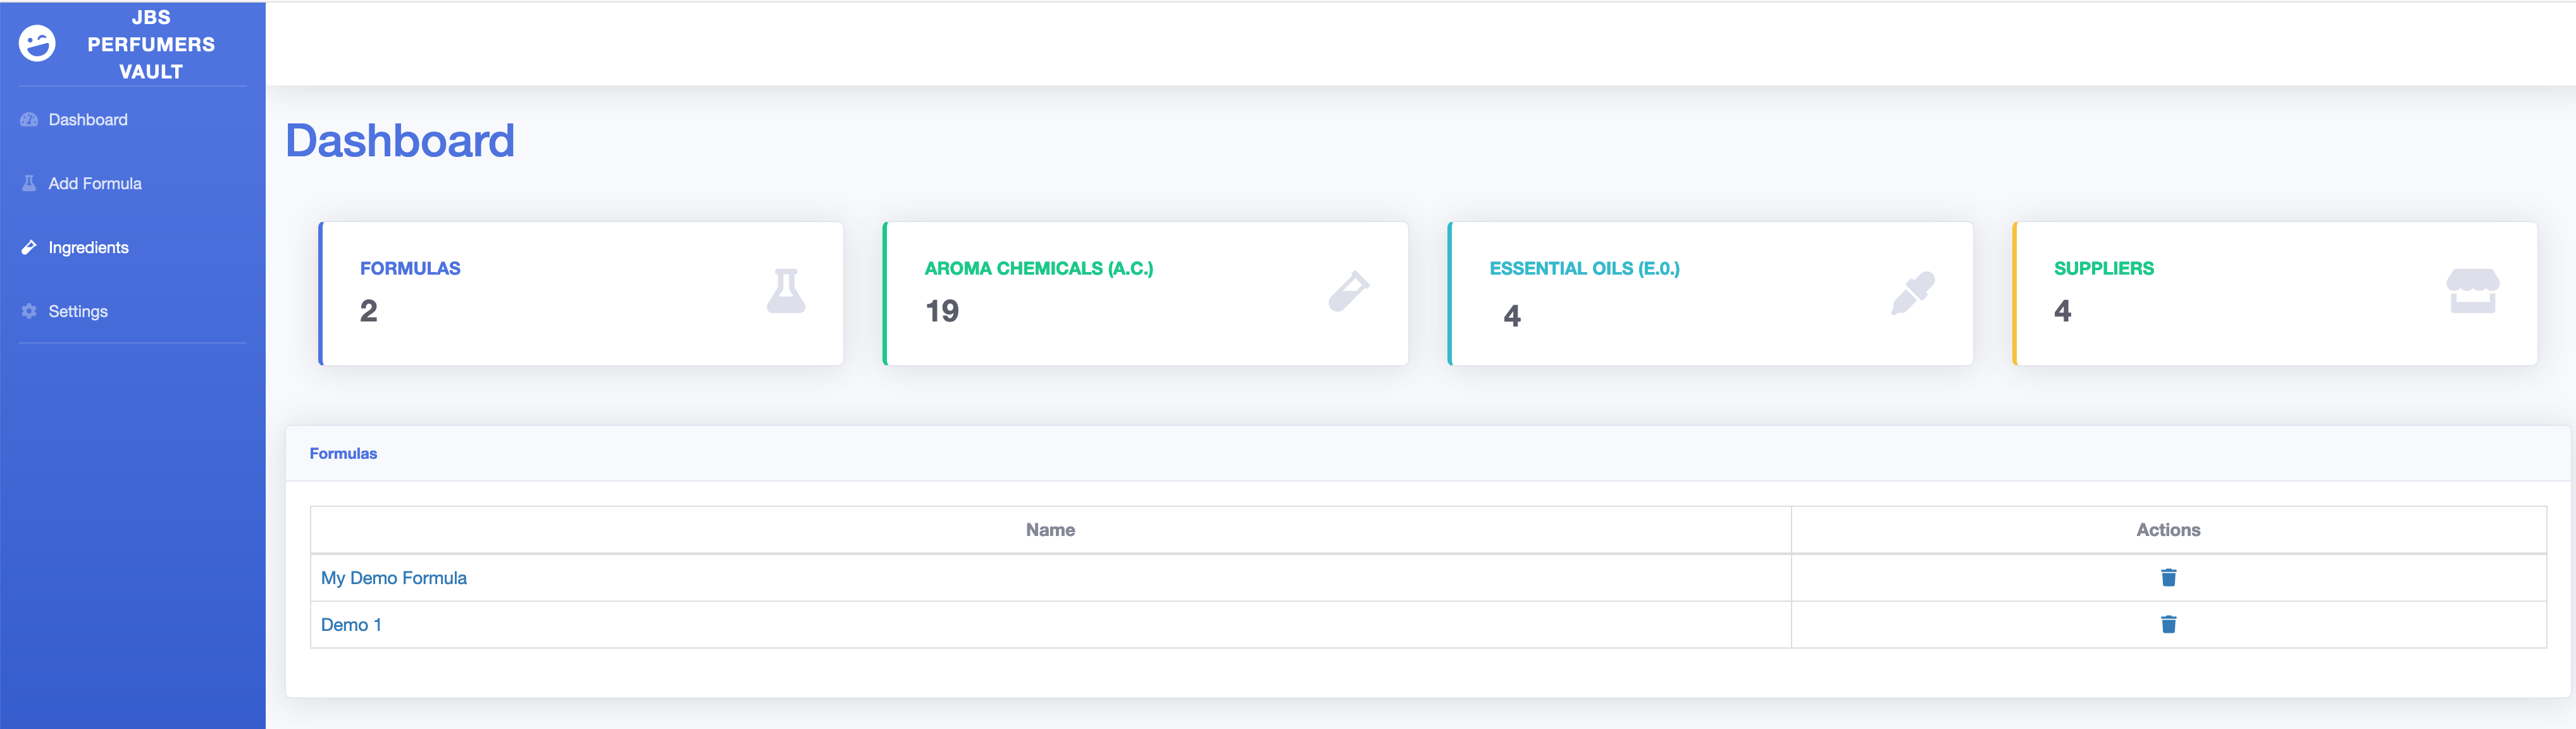 JBS
PERFUMERS
VAULT
Dashboard
Add Formula
Ingredients
Settings
Dashboard
FORMULAS
2
AROMA CHEMICALS (A.C.)
19
ESSENTIAL OILS (E.0.)
4
SUPPLIERS
4
Formulas
Name Actions
My Demo Formula
Demo 1